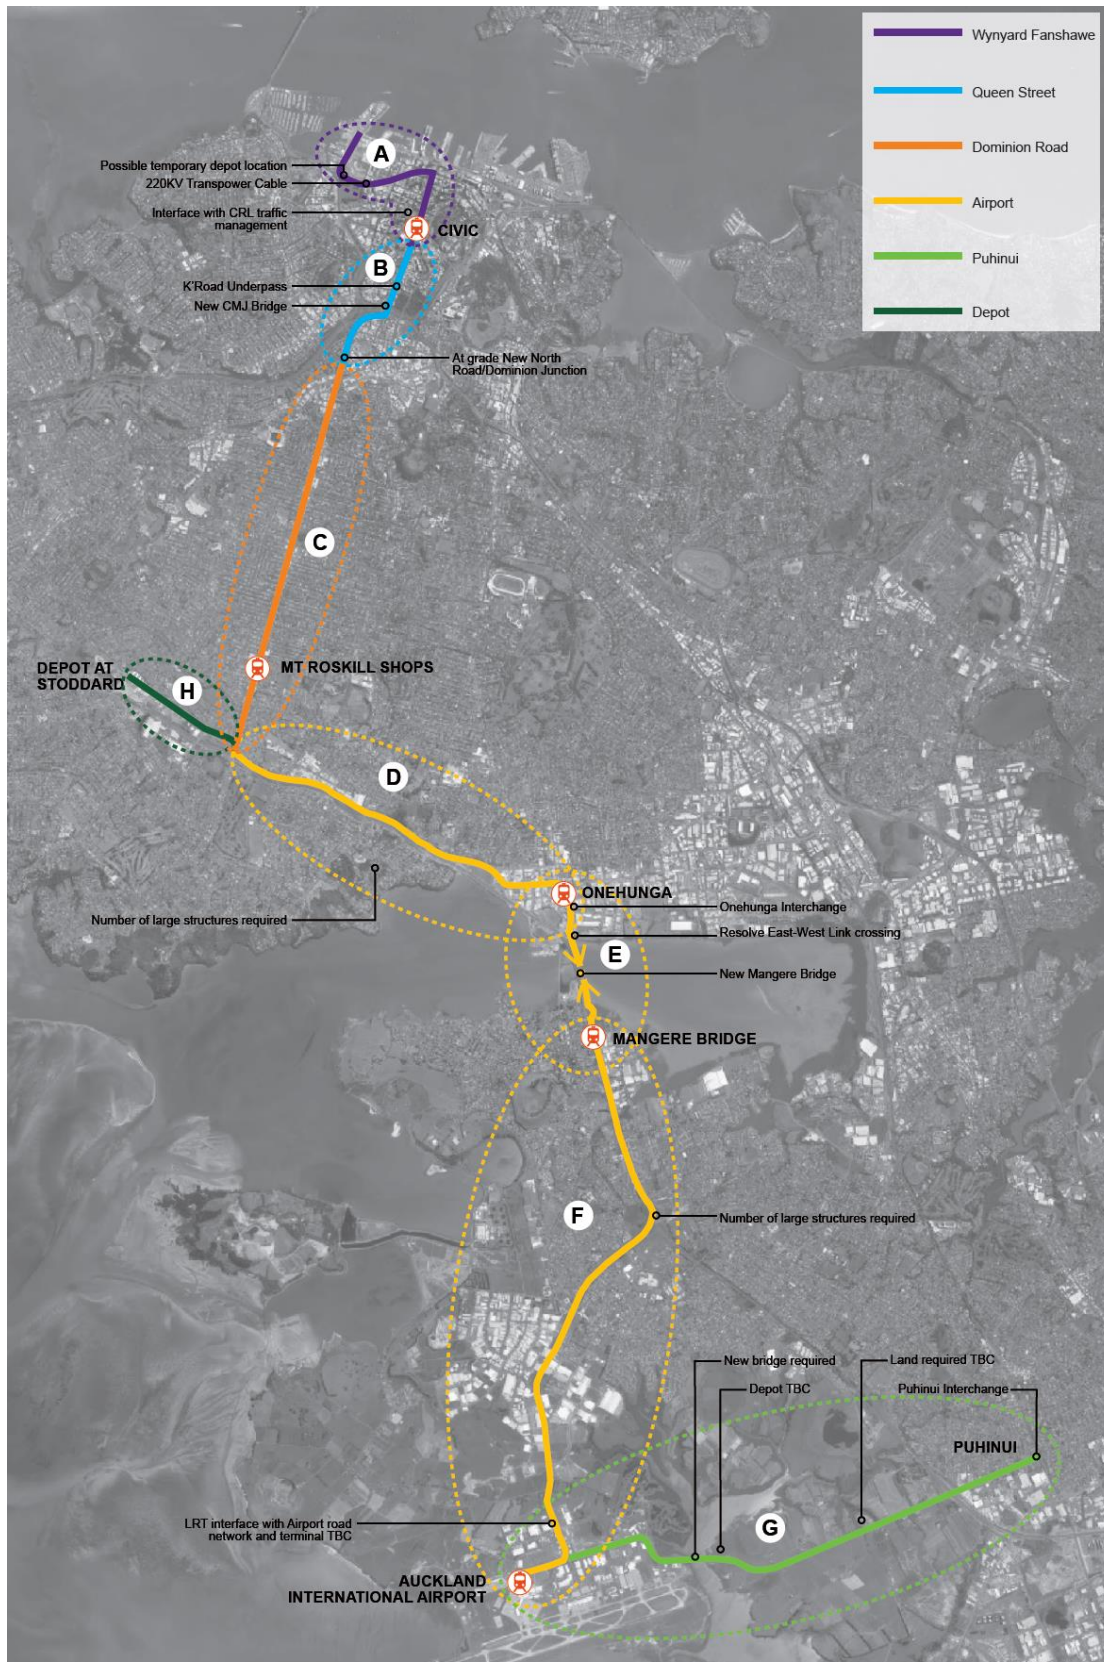 Wynyard Fanshawe
Queen Street
Dominion Road
Airport
Puhinui
Depot
A
Possible temporary depot location
220KV Transpower Cable
Interface with CRL traffic
management
CIVIC
B
K'Road Underpass
New CMJ Bridge
At grade New North
Road/Dominion Junction
C
MT ROSKILL SHOPS
DEPOT AT
STODDARD
H
D
Number of large structures required
ONEHUNGA
Onehunga Interchange
Resolve East-West Link crossing
E
New Mangere Bridge
MANGERE BRIDGE
F
Number of large structures required
New bridge required
Land required TBC
Depot TBC
Puhinui Interchange
PUHINUI
G
LRT interface with Airport road
network and terminal TBC
AUCKLAND
INTERNATIONAL AIRPORT